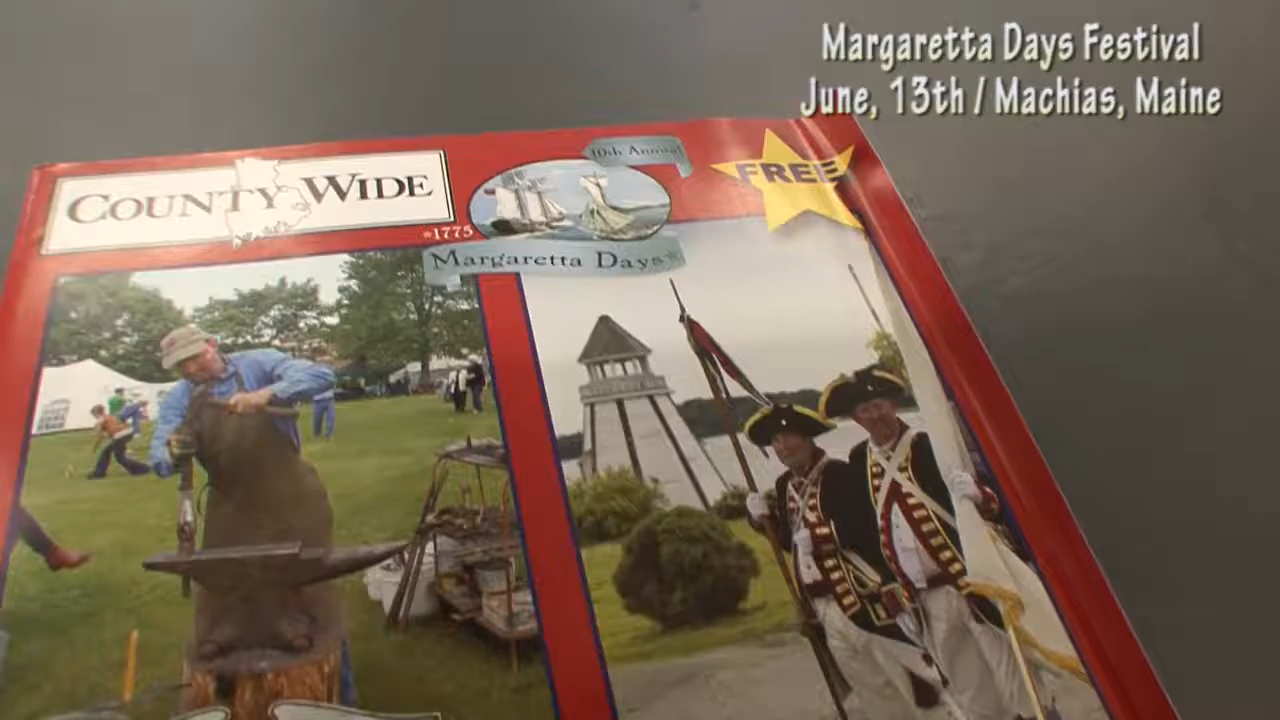 Margaretta Days Festival
June, 13th / Machias, Maine
10th Annual
COUNTY WIDE
FREE
*1775
Margaretta Days*